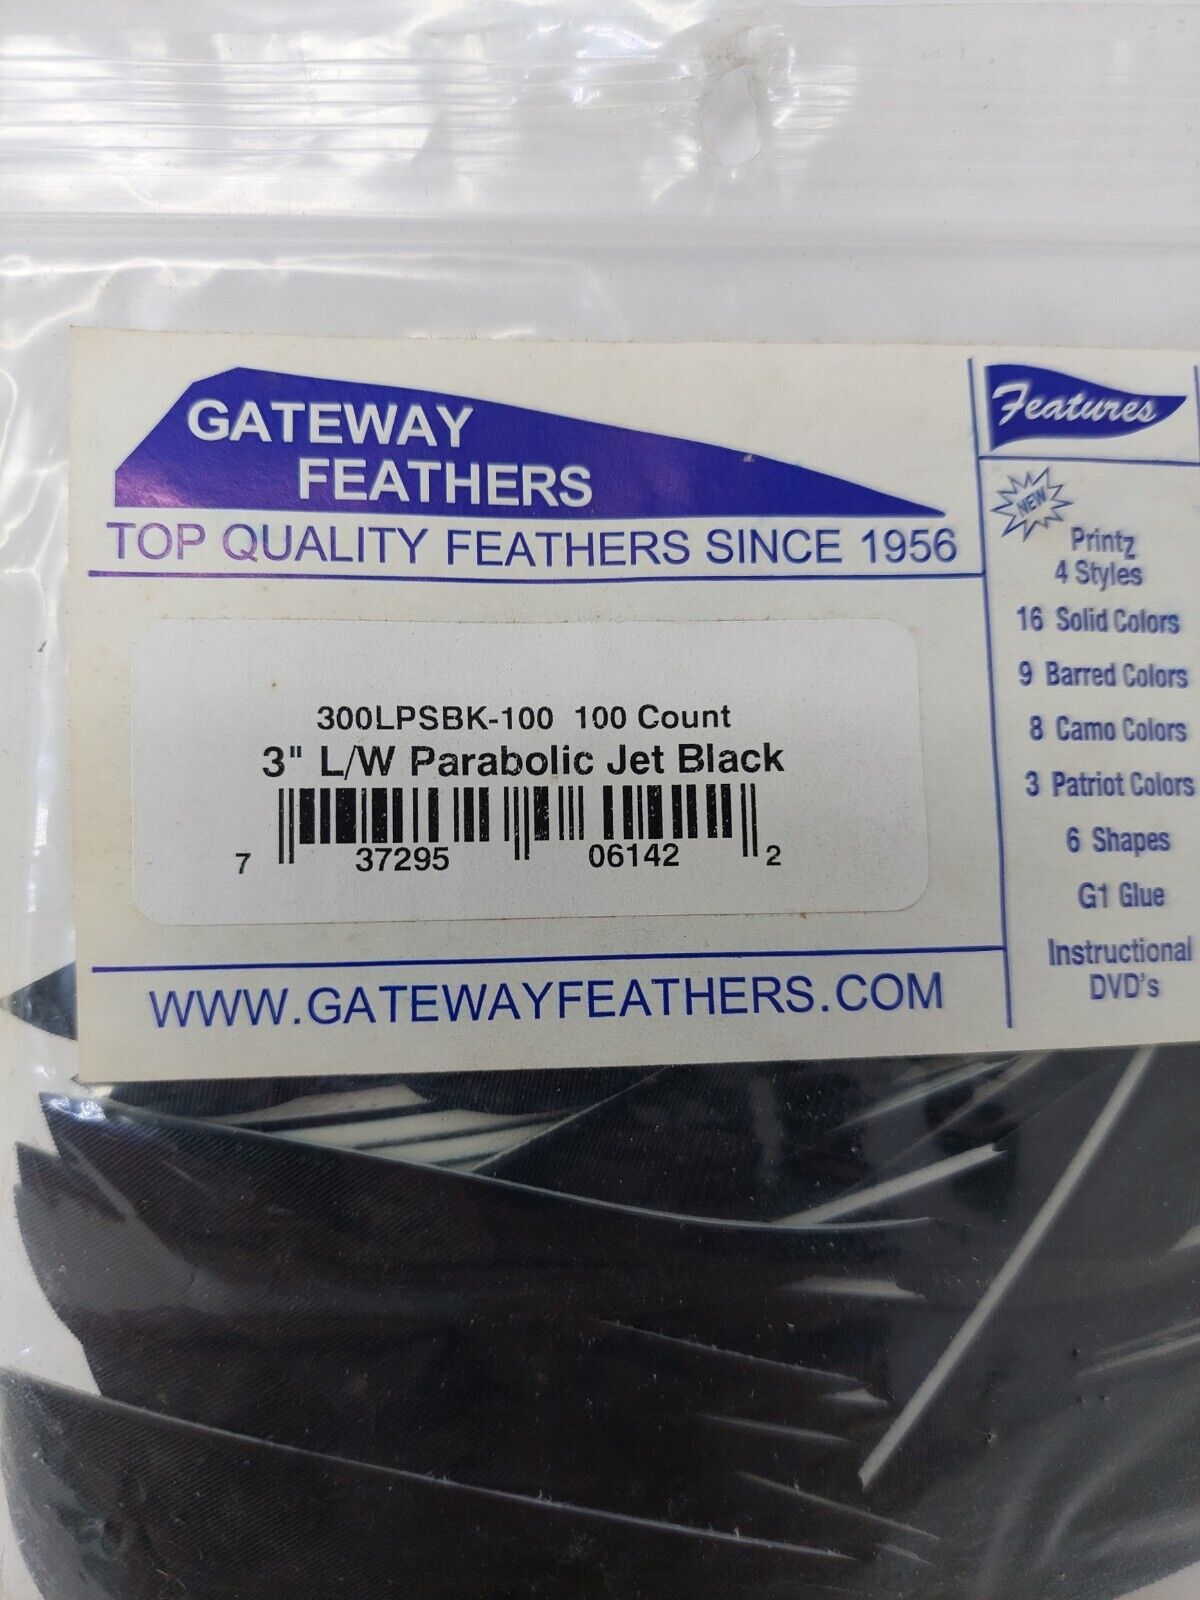 GATEWAY
FEATHERS
TOP QUALITY FEATHERS SINCE 1956
300LPSBK-100 100 Count
3" L/W Parabolic Jet Black
7 37295 06142 2
WWW.GATEWAYFEATHERS.COM
Features
NEW
Printz
4 Styles
16 Solid Colors
9 Barred Colors
8 Camo Colors
3 Patriot Colors
6 Shapes
G1 Glue
Instructional
DVD's